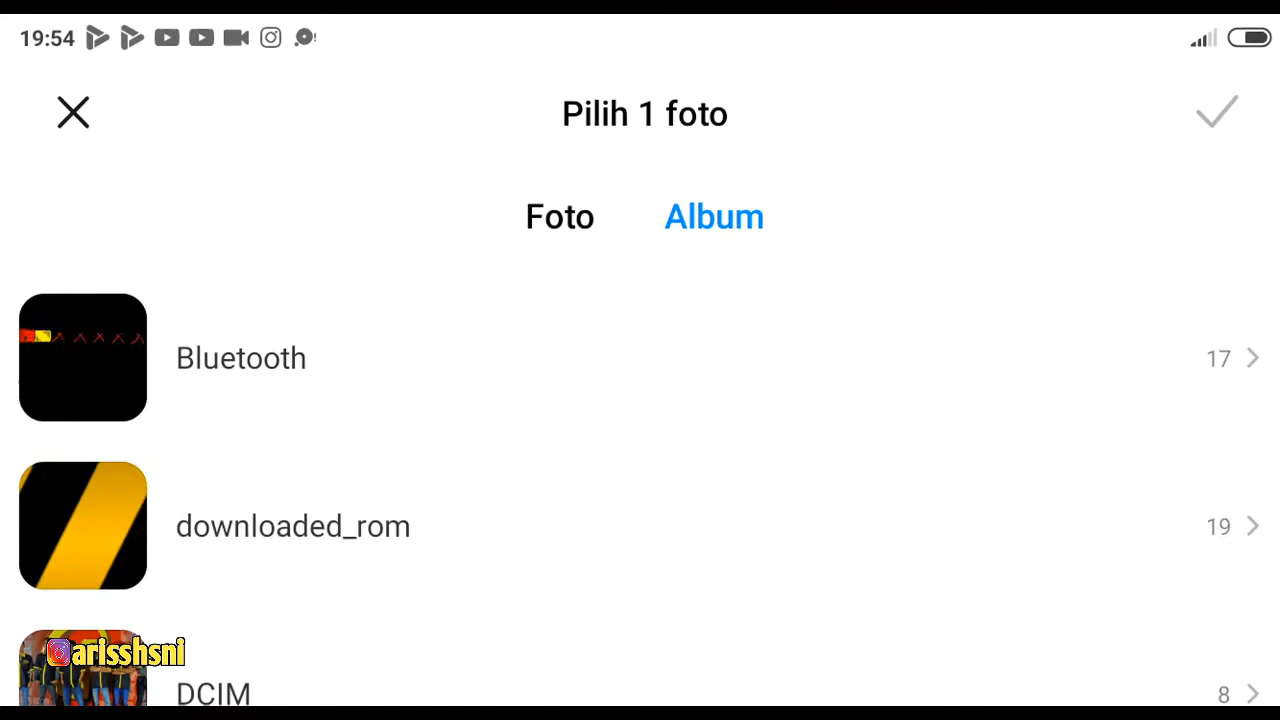 19:54
Pilih 1 foto
Foto Album
Bluetooth 17
downloaded_rom 19
arisshsni
DCIM 8